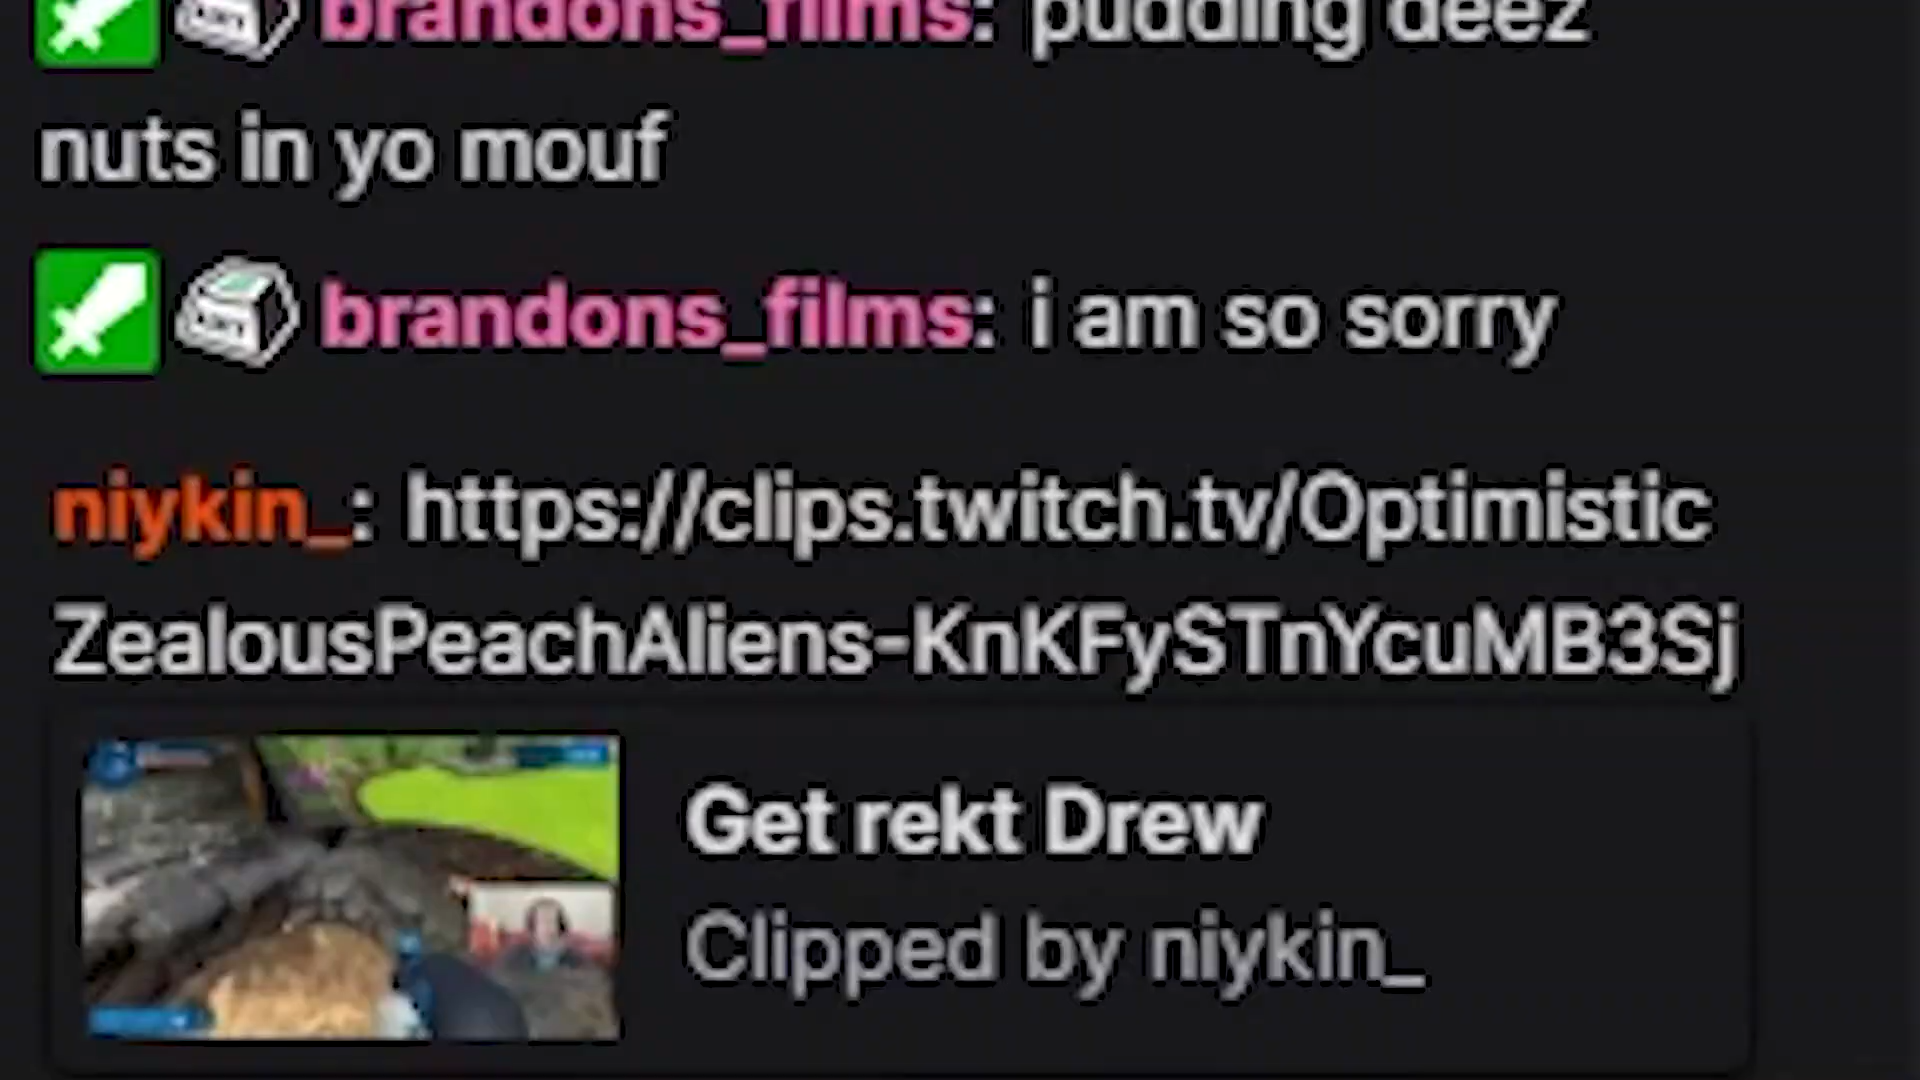 brandons_films: pudding deez
nuts in yo mouf
brandons_films: i am so sorry
niykin_: https://clips.twitch.tv/Optimistic
ZealousPeachAliens-KnKFySTnYcuMB3Sj
Get rekt Drew
Clipped by niykin_